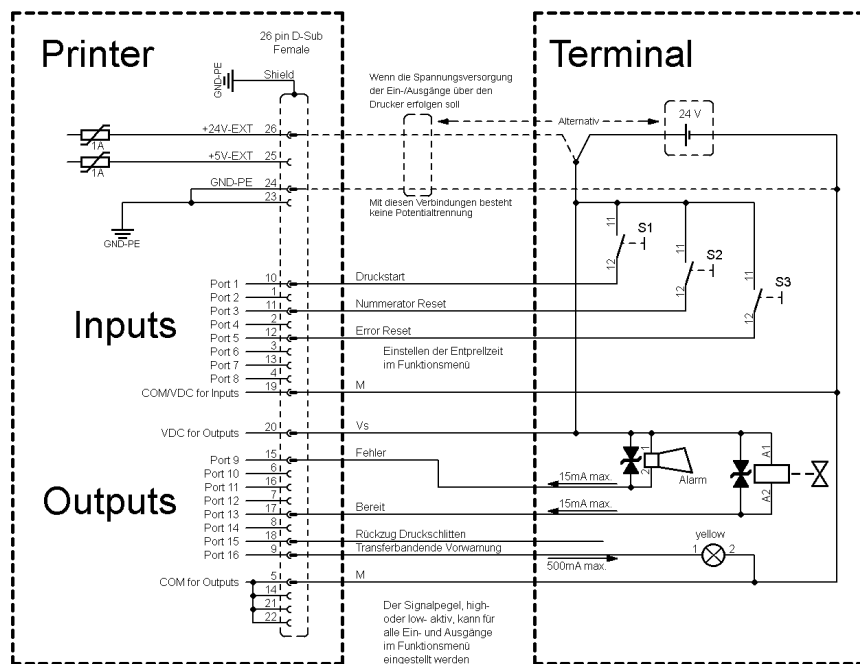 Printer
26 pin D-Sub
Female
Terminal
Shield
GND-PE
Wenn die Spannungsversorgung
der Ein-/Ausgänge über den
Drucker erfolgen soll
Alternativ
24 V
+24V-EXT 26
1A
+5V-EXT 25
1A
GND-PE 24
23
GND-PE
Mit diesen Verbindungen besteht
keine Potentialtrennung
11
S1
12
11
S2
12
11
S3
12
Inputs
Port 1 10 Druckstart
Port 2 1
Port 3 11 Nummerator Reset
Port 4 2
Port 5 12 Error Reset
Port 6 3
Port 7 13
Port 8 4
Einstellen der Entprellzeit
im Funktionsmenü
COM/VDC for Inputs 19 M
VDC for Outputs 20 Vs
Outputs
Port 9 15 Fehler
Port 10 6
Port 11 16
Port 12 7
Port 13 17 Bereit
Port 14 8
Port 15 18 Rückzug Druckschlitten
Port 16 9 Transferbandende Vorwarnung
15mA max.
1
2
Alarm
A1
A2
15mA max.
yellow
1 2
500mA max.
COM for Outputs 5 M
14
21
22
Der Signalpegel, high-
oder low- aktiv, kann für
alle Ein- und Ausgänge
im Funktionsmenü
eingestellt werden